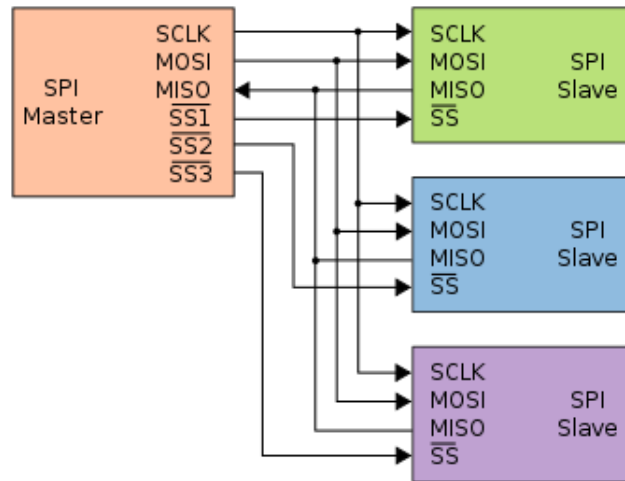 SCLK
MOSI
MISO
SS1
SS2
SS3
SPI
Master
SCLK
MOSI
MISO
SS
SPI
Slave
SCLK
MOSI
MISO
SS
SPI
Slave
SCLK
MOSI
MISO
SS
SPI
Slave